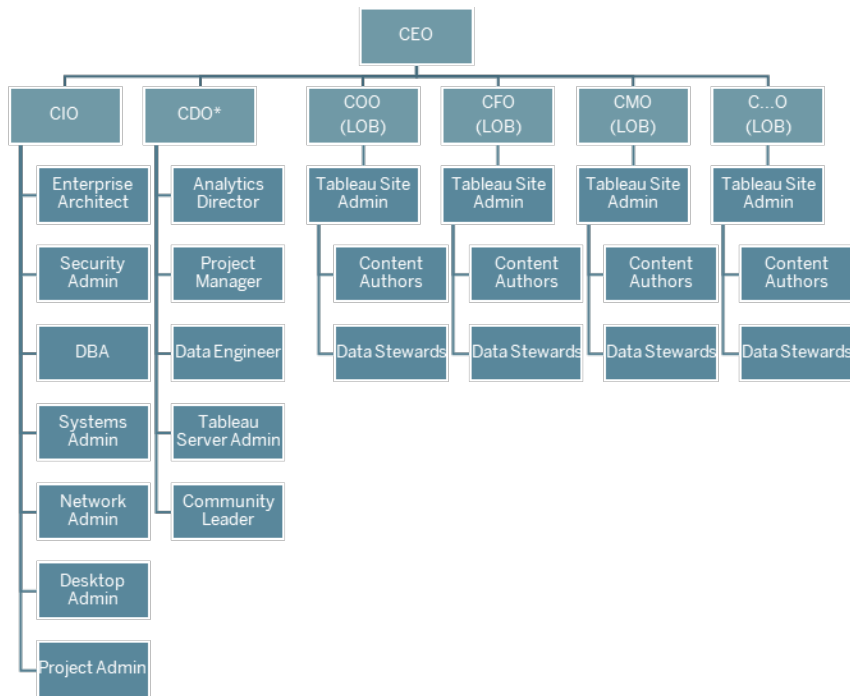 CEO
CIO
CDO*
COO
(LOB)
CFO
(LOB)
CMO
(LOB)
C...O
(LOB)
Enterprise
Architect
Security
Admin
DBA
Systems
Admin
Network
Admin
Desktop
Admin
Project Admin
Analytics
Director
Project
Manager
Data Engineer
Tableau
Server Admin
Community
Leader
Tableau Site
Admin
Content
Authors
Data Stewards
Tableau Site
Admin
Content
Authors
Data Stewards
Tableau Site
Admin
Content
Authors
Data Stewards
Tableau Site
Admin
Content
Authors
Data Stewards